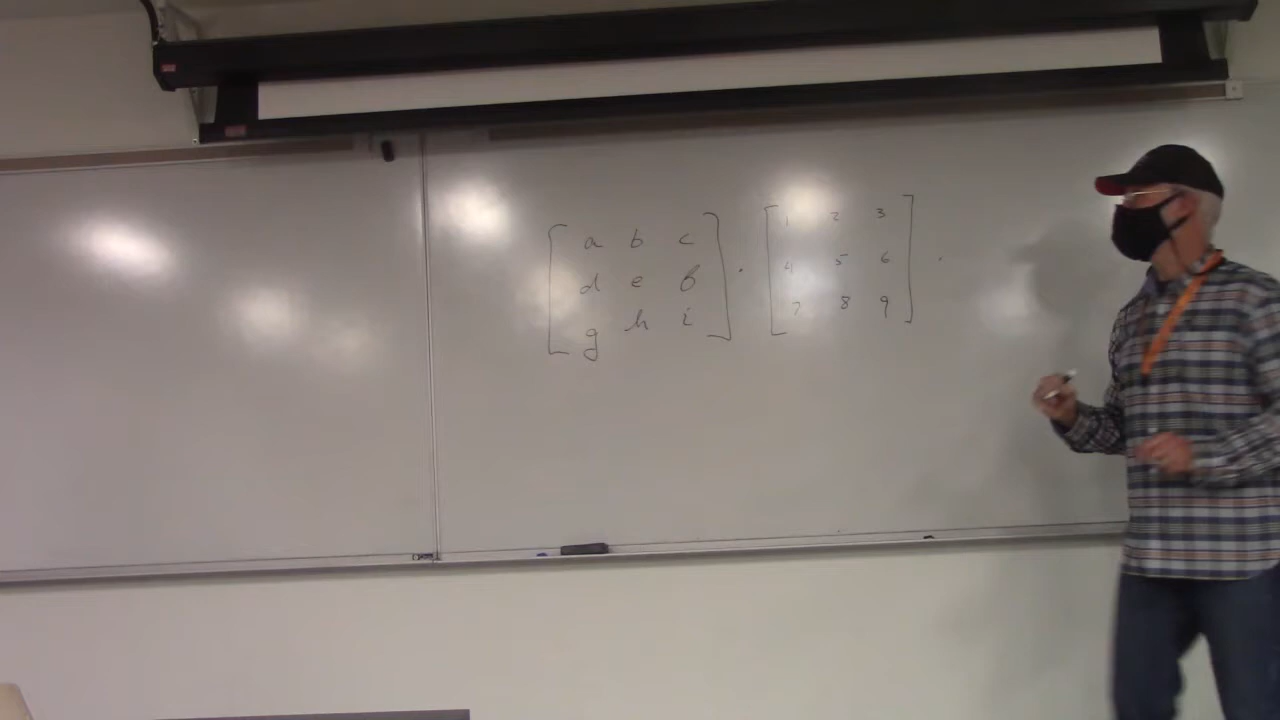 [ a b c ] · [ 1 2 3 ] ·
[ d e f ] [ 4 5 6 ]
[ g h i ] [ 7 8 9 ]